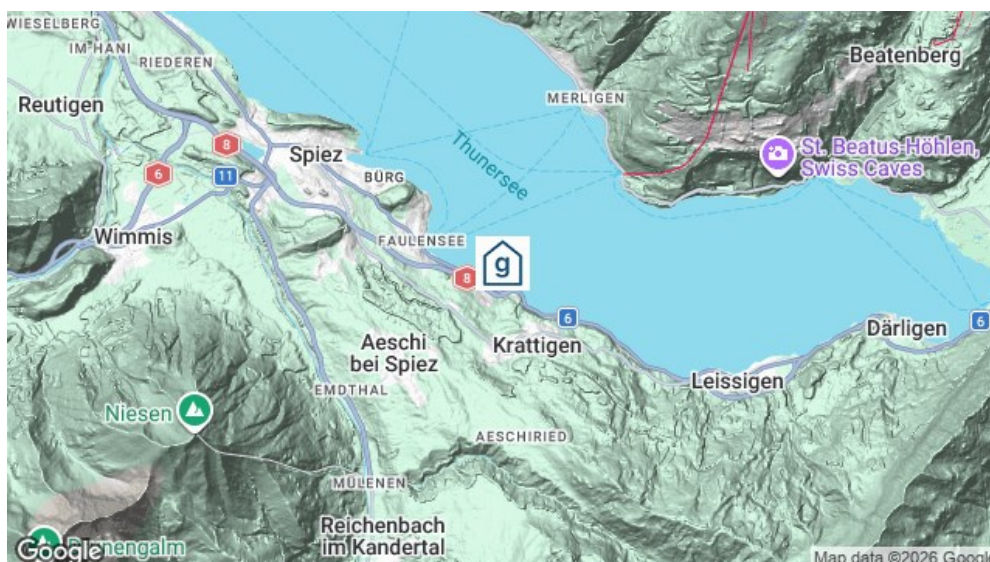 WIESELBERG
IM HANI
RIEDEREN
Beatenberg
Reutigen
MERLIGEN
8
Thunersee
St. Beatus-Höhlen,
Swiss Caves
Spiez
6
11
BÜRG
Wimmis
FAULENSEE
g
8
6
6
Därligen
Aeschi
bei Spiez
Krattigen
Leissigen
EMDTHAL
Niesen
AESCHIRIED
MÜLENEN
Reichenbach
im Kandertal
Google
Map data ©2026 Google